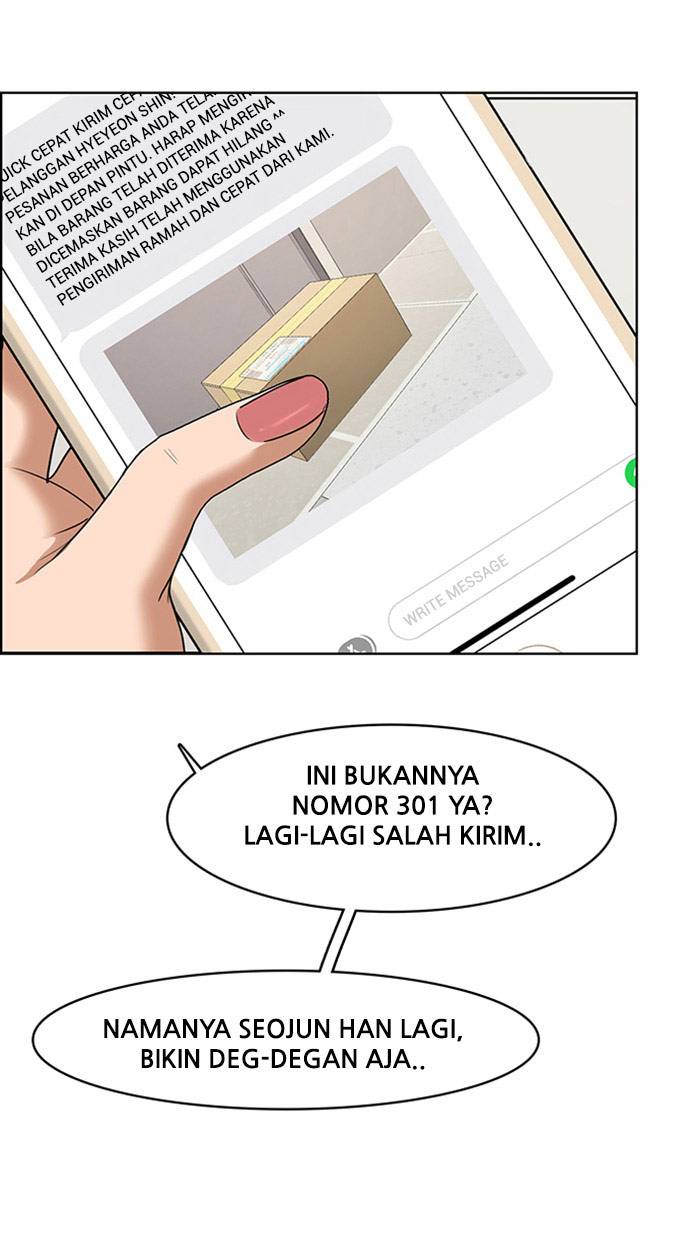 UICK CEPAT KIRIM CEP
ELANGGAN HYEYEON SHIN!
PESANAN BERHARGA ANDA TELA
KAN DI DEPAN PINTU. HARAP MENGIR
BILA BARANG TELAH DITERIMA KARENA
DICEMASKAN BARANG DAPAT HILANG ^^
TERIMA KASIH TELAH MENGGUNAKAN
PENGIRIMAN RAMAH DAN CEPAT DARI KAMI.
WRITE MESSAGE
INI BUKANNYA
NOMOR 301 YA?
LAGI-LAGI SALAH KIRIM..
NAMANYA SEOJUN HAN LAGI,
BIKIN DEG-DEGAN AJA..